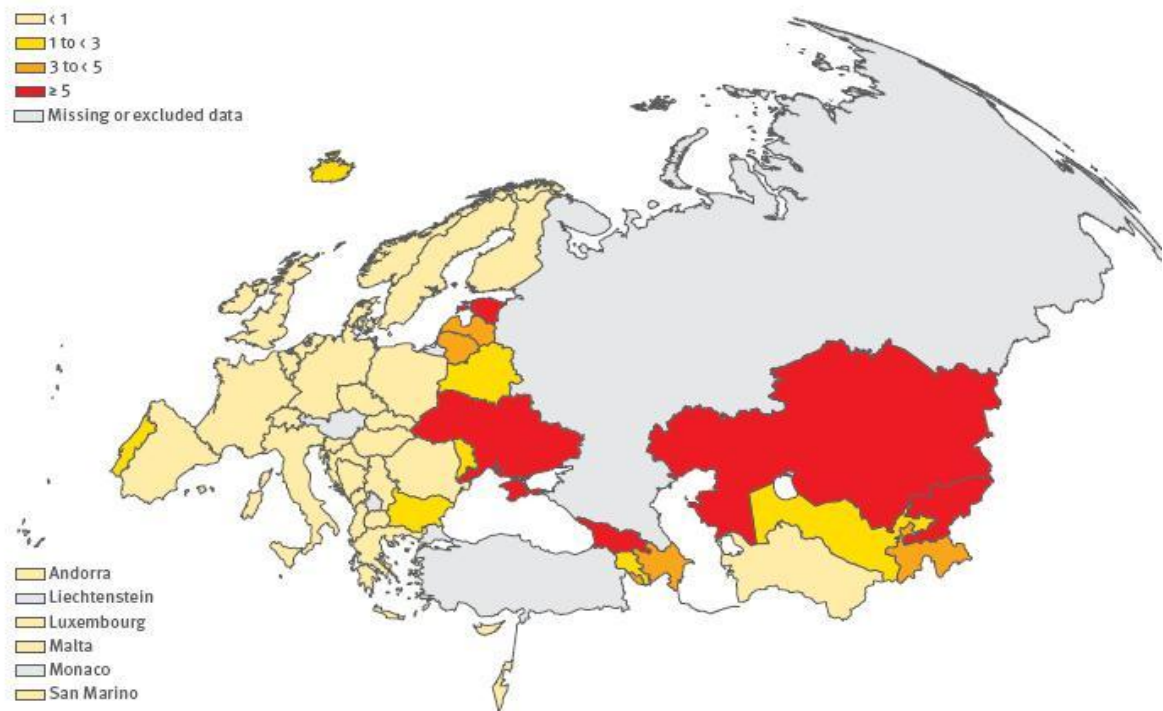 < 1
1 to < 3
3 to < 5
≥ 5
Missing or excluded data
Andorra
Liechtenstein
Luxembourg
Malta
Monaco
San Marino